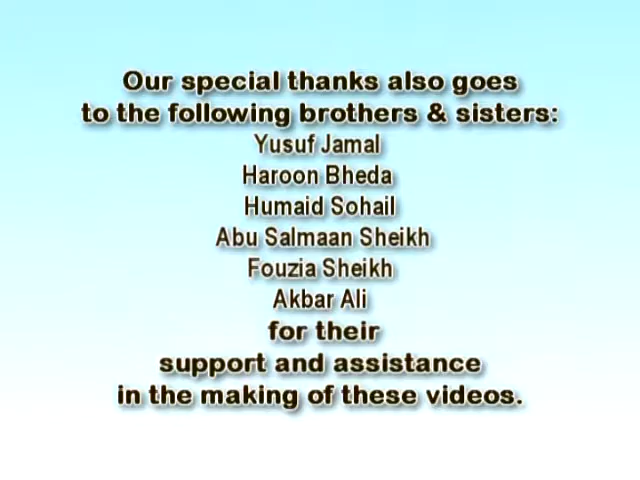 Our special thanks also goes
to the following brothers & sisters:
Yusuf Jamal
Haroon Bheda
Humaid Sohail
Abu Salmaan Sheikh
Fouzia Sheikh
Akbar Ali
for their
support and assistance
in the making of these videos.